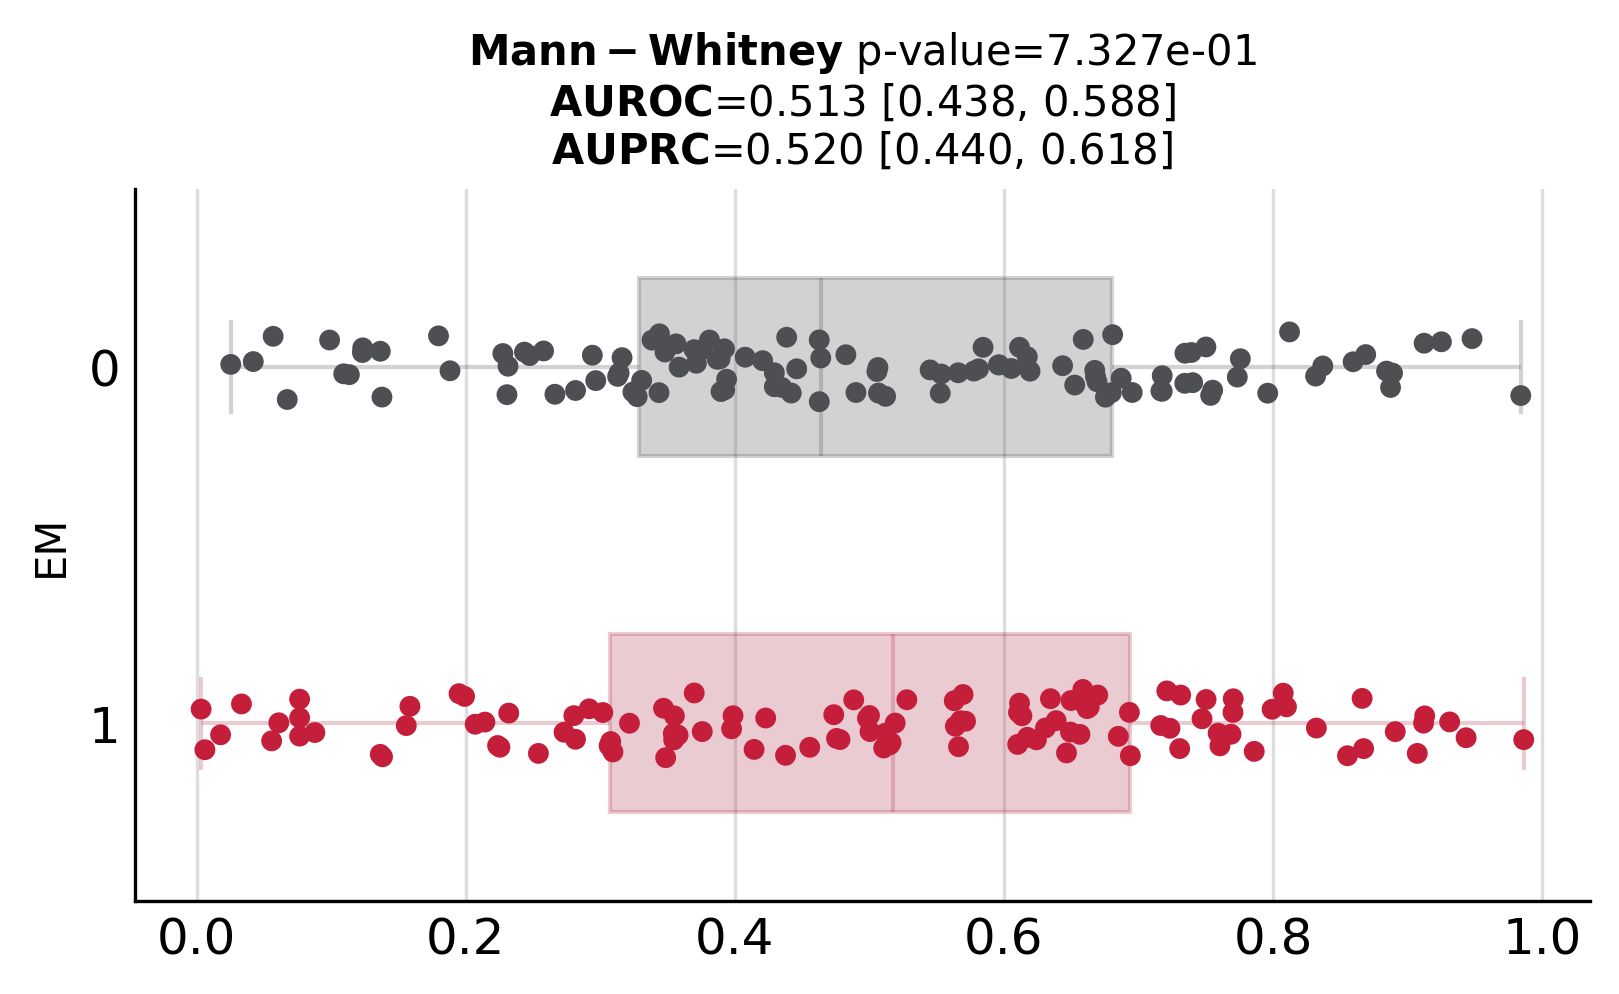 Mann − Whitney p-value=7.327e-01
AUROC=0.513 [0.438, 0.588]
AUPRC=0.520 [0.440, 0.618]
0
EM
1
0.0 0.2 0.4 0.6 0.8 1.0